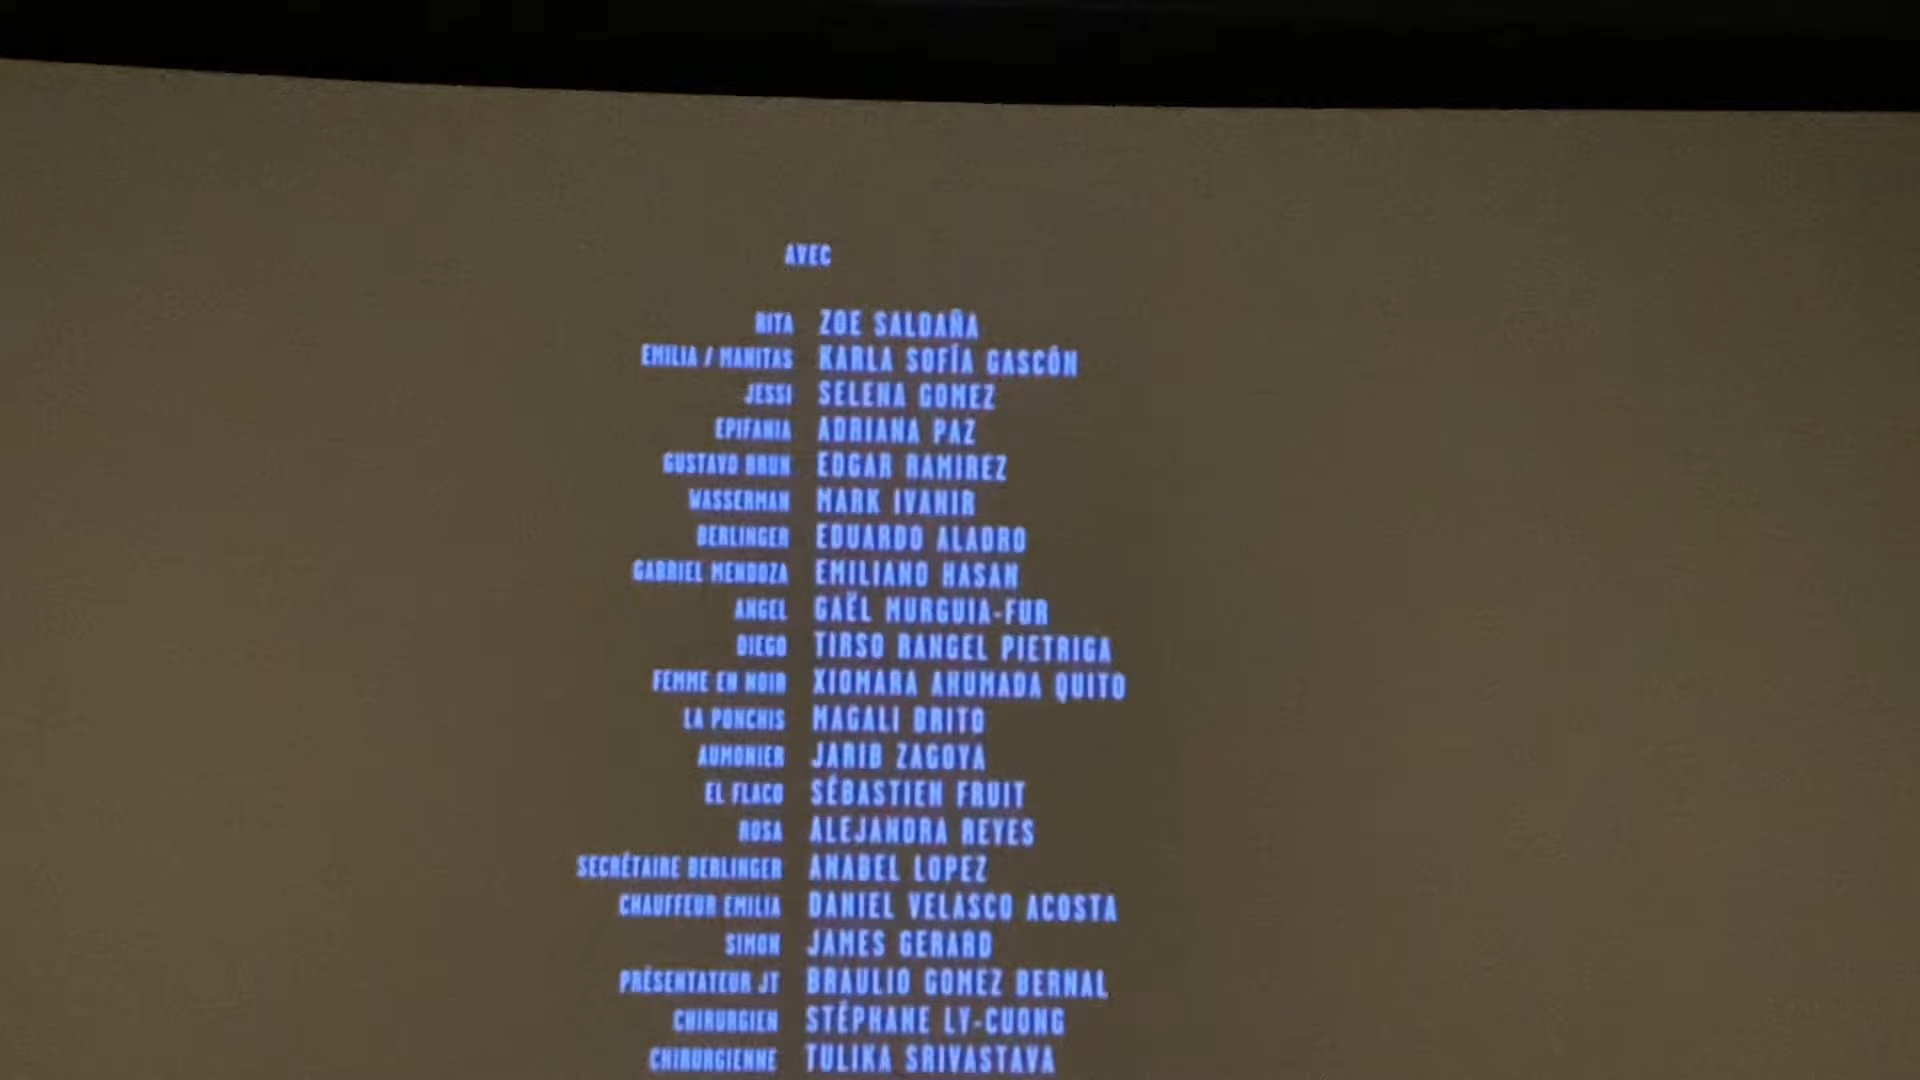 AVEC
RITA ZOE SALDAÑA
EMILIA / MANITAS KARLA SOFÍA GASCÓN
JESSI SELENA GOMEZ
EPIFANIA ADRIANA PAZ
GUSTAVO BRUN EDGAR RAMIREZ
WASSERMAN MARK IVANIR
BERLINGER EDUARDO ALADRO
GABRIEL MENDOZA EMILIANO HASAN
ANGEL GAËL MURGUIA-FUR
DIEGO TIRSO RANGEL PIETRIGA
FEMME EN NOIR XIOMARA AHUMADA QUITO
LA PONCHIS MAGALI BRITO
AUMONIER JARIB ZAGOYA
EL FLACO SÉBASTIEN FRUIT
ROSA ALEJANDRA REYES
SECRÉTAIRE BERLINGER ANABEL LOPEZ
CHAUFFEUR EMILIA DANIEL VELASCO ACOSTA
SIMON JAMES GERARD
PRÉSENTATEUR JT BRAULIO GOMEZ BERNAL
CHIRURGIEN STÉPHANE LY-CUONG
CHIRURGIENNE TULIKA SRIVASTAVA